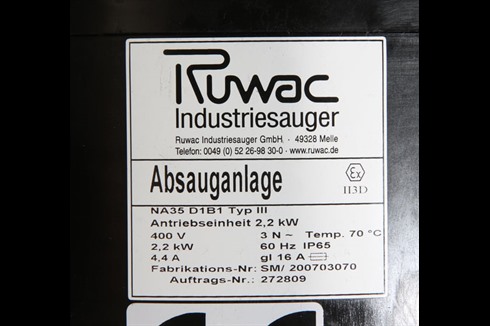 Ruwac
Industriesauger
Ruwac Industriesauger GmbH · 49328 Melle
Telefon: 0049 (0) 52 26-98 30-0 · www.ruwac.de
Absauganlage
Ex
II3D
NA35 D1B1 Typ III
Antriebseinheit 2,2 kW
400 V 3 N ~ Temp. 70 °C
2,2 kW 60 Hz IP65
4,4 A gl 16 A
Fabrikations-Nr: SM/ 200703070
Auftrags-Nr.: 272809